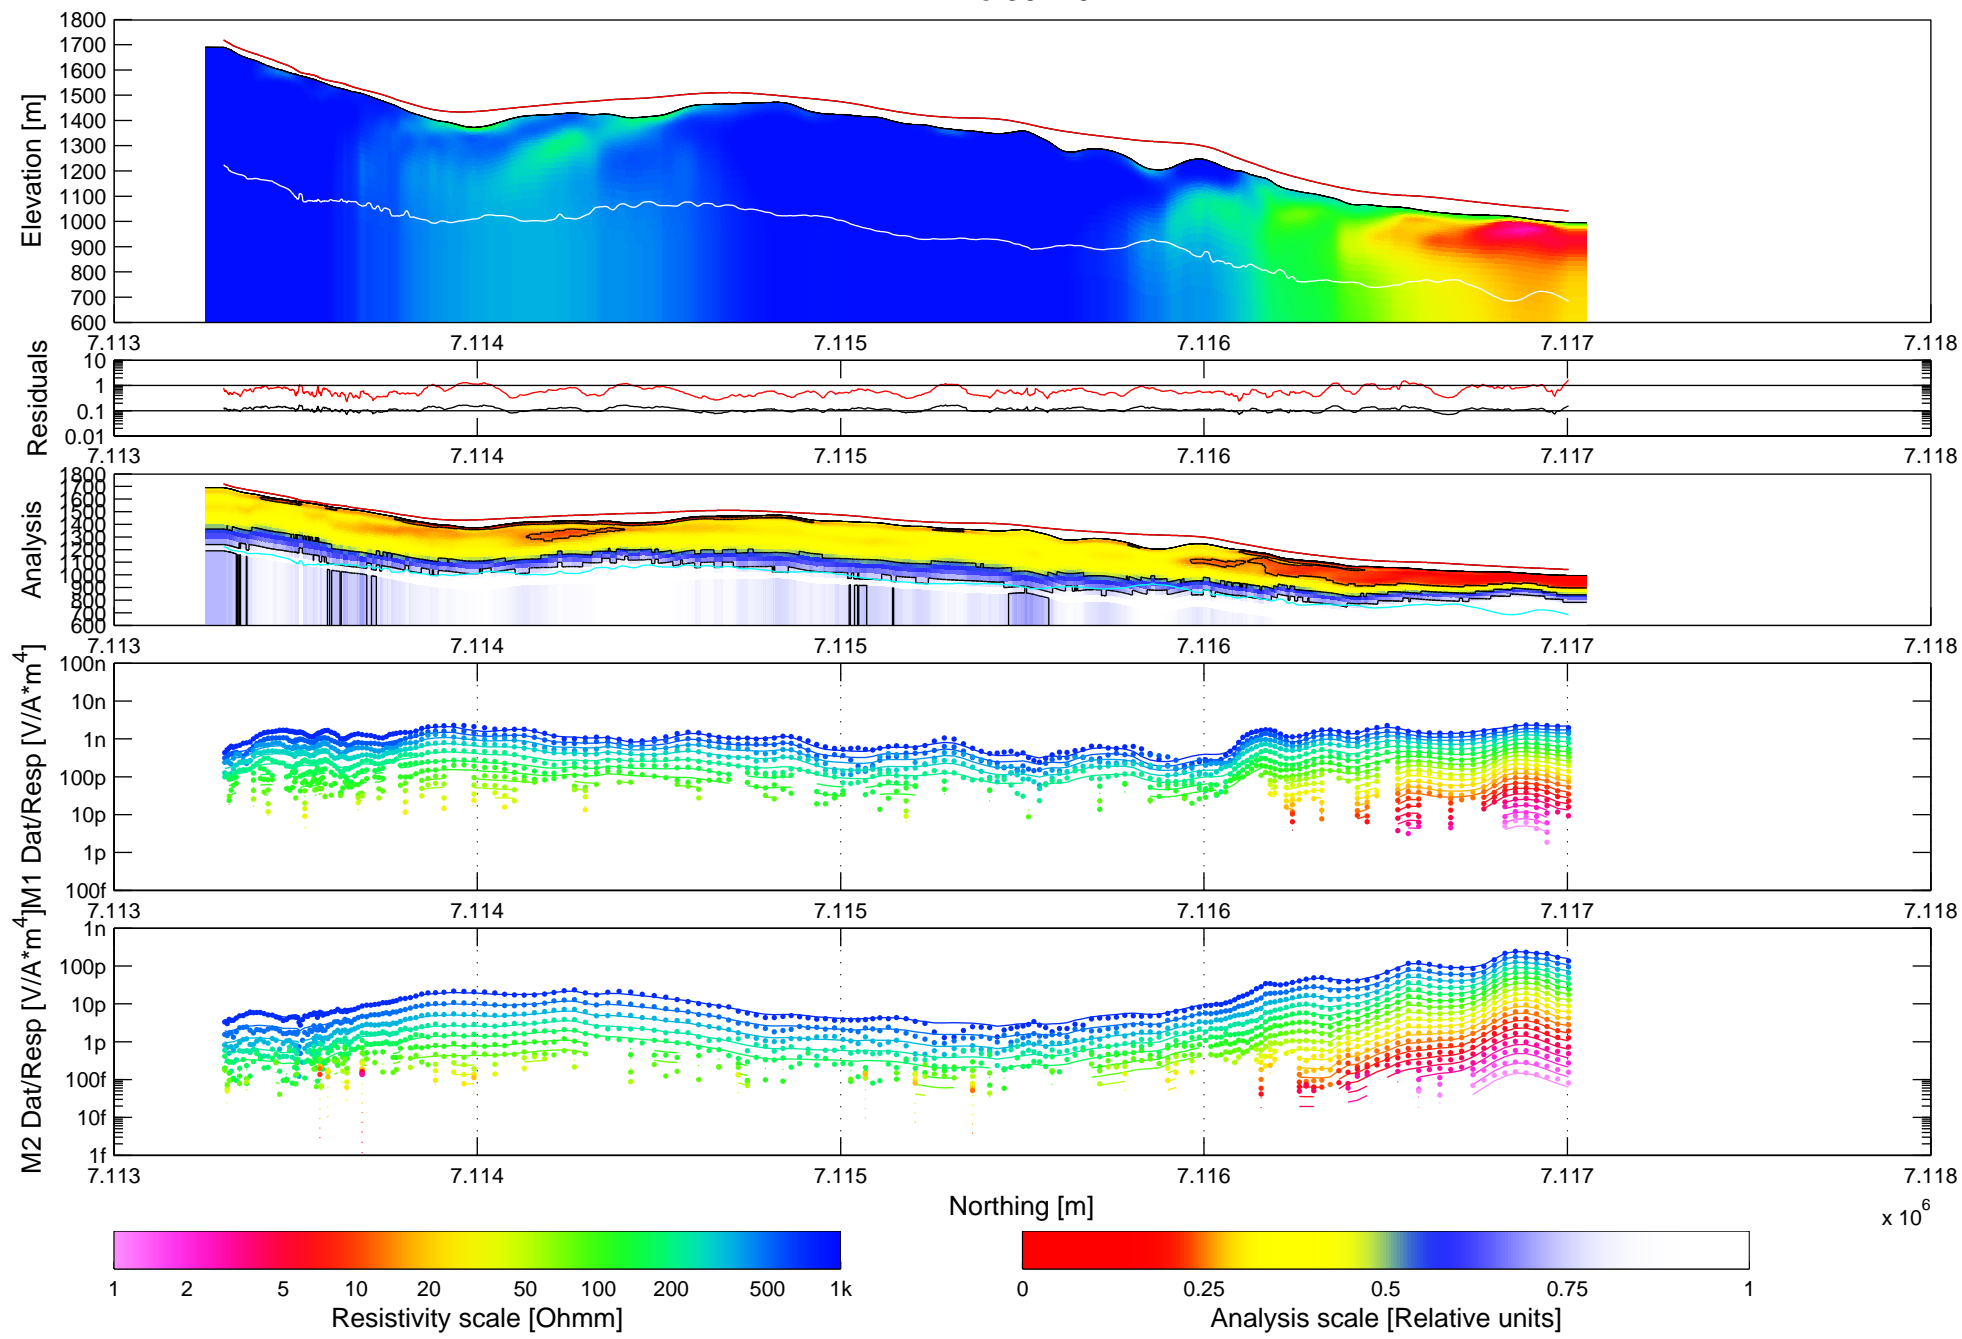 1800
1700
1600
1500
1400
1300
1200
1100
1000
900
800
700
600
Elevation [m]
7.113 7.114 7.115 7.116 7.117 7.118
10
1
0.1
0.01
Residuals
7.113 7.114 7.115 7.116 7.117 7.118
1800
1700
1600
1500
1400
1300
1200
1100
1000
900
800
700
600
Analysis
7.113 7.114 7.115 7.116 7.117 7.118
100n
10n
1n
100p
10p
1p
100f
M1 Dat/Resp [V/A*m^4]
7.113 7.114 7.115 7.116 7.117 7.118
1n
100p
10p
1p
100f
10f
1f
M2 Dat/Resp [V/A*m^4]
7.113 7.114 7.115 7.116 7.117 7.118
Northing [m]
x 10^6
1 2 5 10 20 50 100 200 500 1k
Resistivity scale [Ohmm]
0 0.25 0.5 0.75 1
Analysis scale [Relative units]